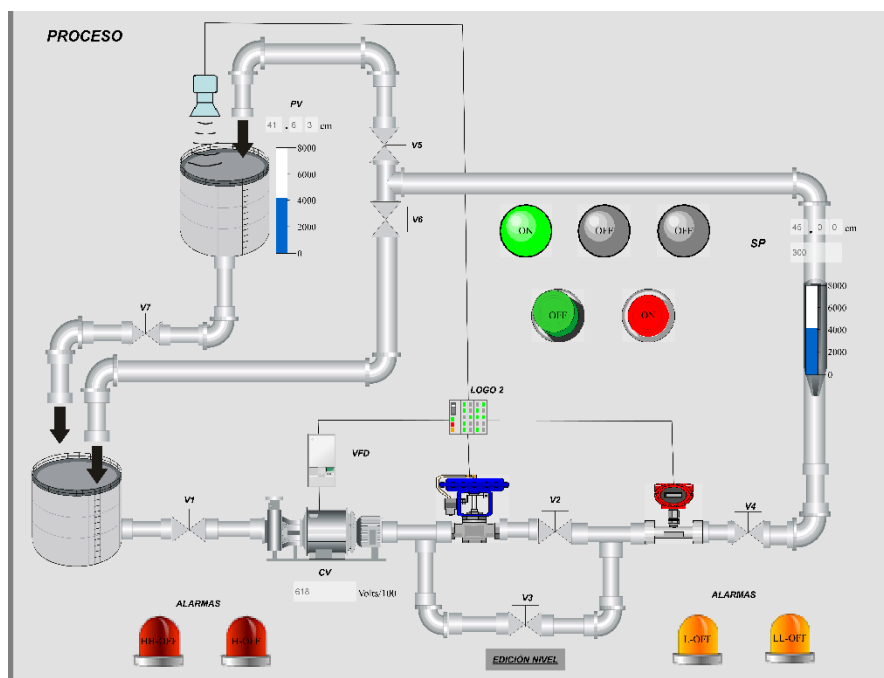 PROCESO
PV
41 . 6 3 cm
8000
6000
4000
2000
0
V5
V6
ON
OFF
OFF
SP
45 . 0 0 cm
300
8000
6000
4000
2000
0
OFF
ON
V7
LOGO 2
VFD
V1
V2
V4
CV
618 Volts/100
V3
ALARMAS
ALARMAS
HH-OFF
H-OFF
L-OFF
LL-OFF
EDICIÓN NIVEL